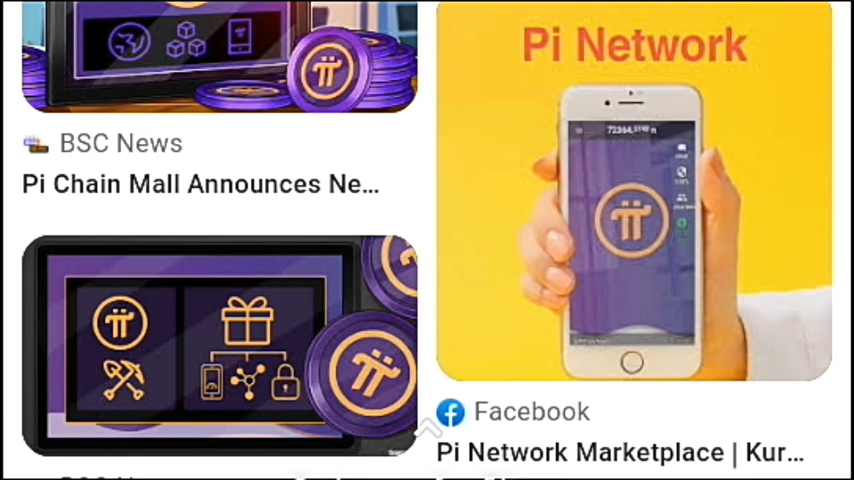 BSC News
Pi Chain Mall Announces Ne...
Pi Network
Facebook
Pi Network Marketplace | Kur...